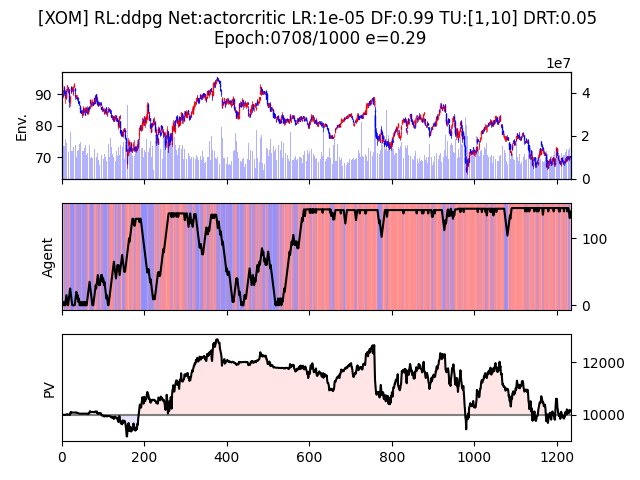 [XOM] RL:ddpg Net:actorcritic LR:1e-05 DF:0.99 TU:[1,10] DRT:0.05
Epoch:0708/1000 e=0.29
1e7
Env.
90
80
70
4
2
0
Agent
100
0
PV
12000
10000
0 200 400 600 800 1000 1200